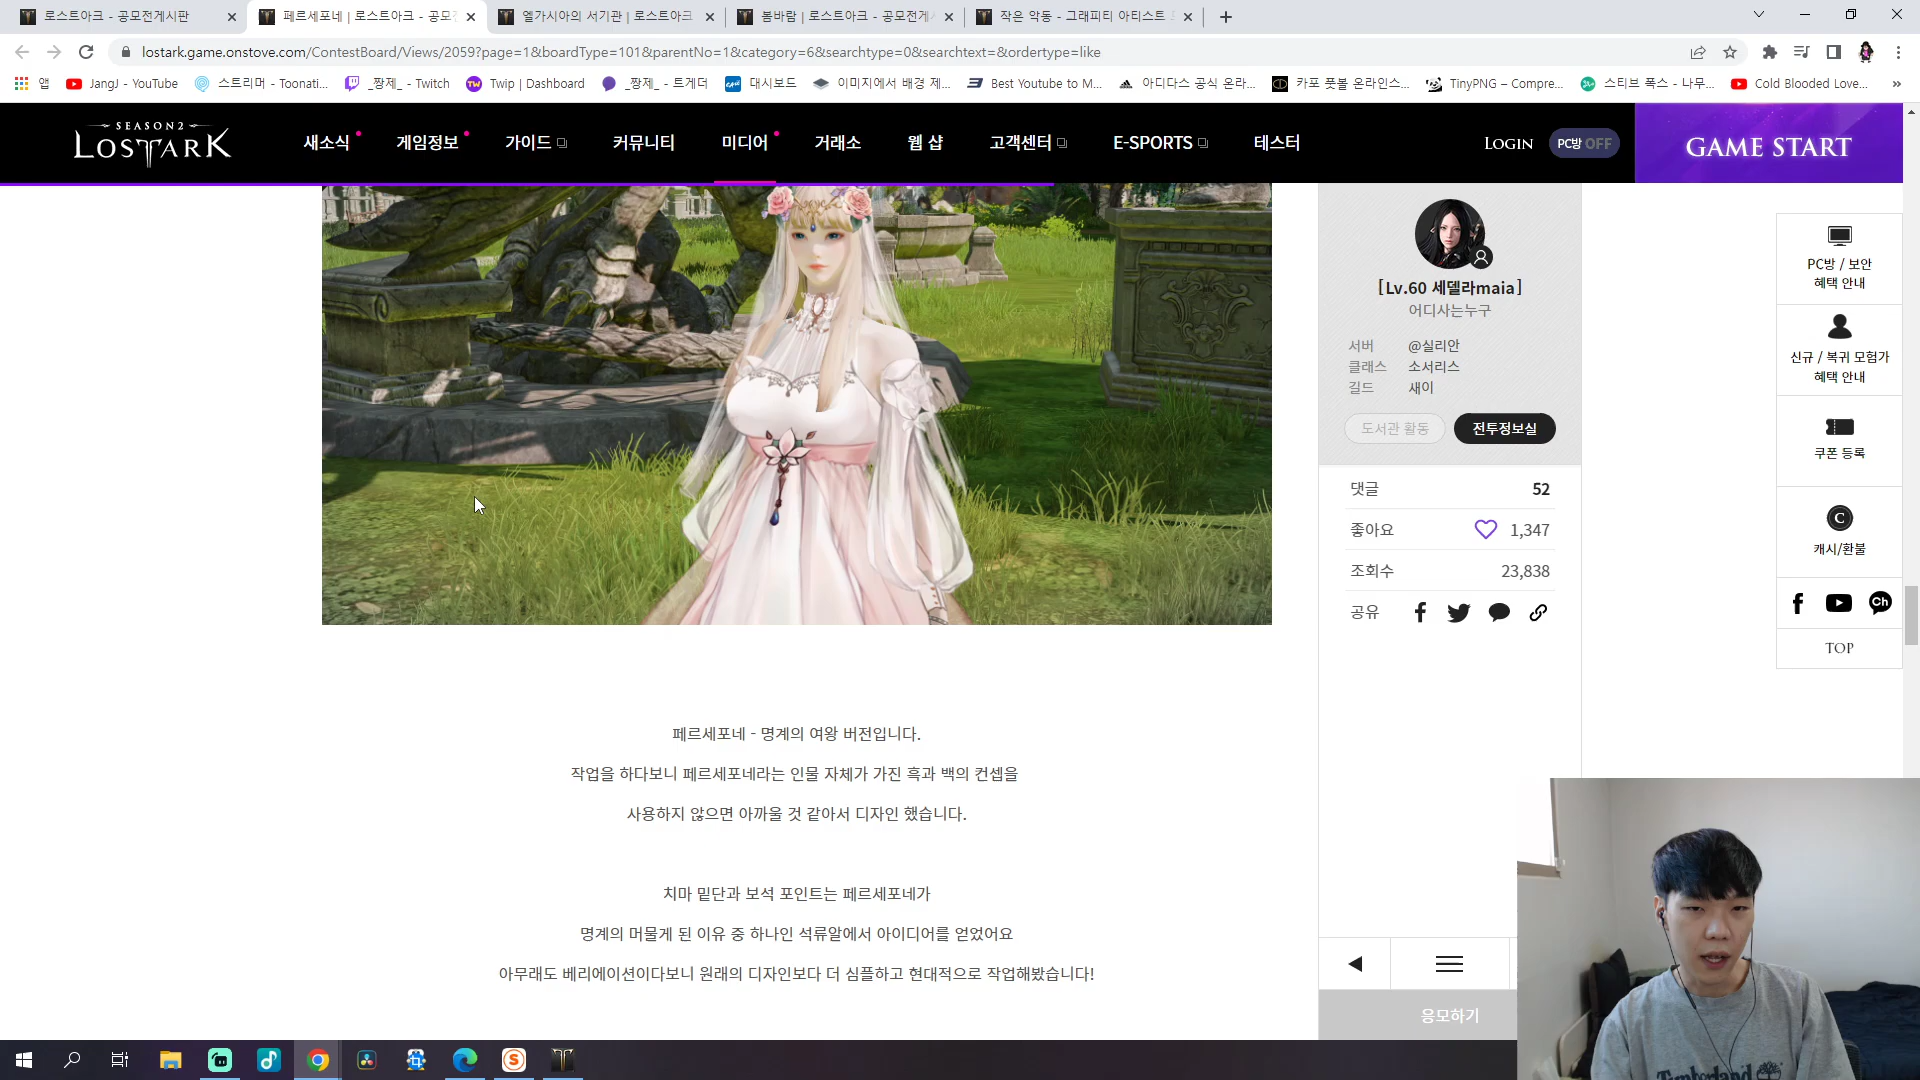 로스트아크 - 공모전게시판
페르세포네 | 로스트아크 - 공모전
엘가시아의 서기관 | 로스트아크
봄바람 | 로스트아크 - 공모전게시
작은 악동 - 그래피티 아티스트
lostark.game.onstove.com/ContestBoard/Views/2059?page=1&boardType=101&parentNo=1&category=6&searchtype=0&searchtext=&ordertype=like
앱
JangJ - YouTube
스트리머 - Toonati...
_짱제_ - Twitch
Twip | Dashboard
_짱제_ - 트게더
대시보드
이미지에서 배경 제...
Best Youtube to M...
아디다스 공식 온라...
카포 풋볼 온라인스...
TinyPNG – Compre...
스티브 폭스 - 나무...
Cold Blooded Love...
SEASON2
LOSTARK
새소식
게임정보
가이드
커뮤니티
미디어
거래소
웹 샵
고객센터
E-SPORTS
테스터
LOGIN
PC방 OFF
GAME START
[Lv.60 세델라maia]
어디사는누구
서버 @실리안
클래스 소서리스
길드 새이
도서관 활동
전투정보실
댓글 52
좋아요 1,347
조회수 23,838
공유
PC방 / 보안
혜택 안내
신규 / 복귀 모험가
혜택 안내
쿠폰 등록
C
캐시/환불
Ch
TOP
페르세포네 - 명계의 여왕 버전입니다.
작업을 하다보니 페르세포네라는 인물 자체가 가진 흑과 백의 컨셉을
사용하지 않으면 아까울 것 같아서 디자인 했습니다.
치마 밑단과 보석 포인트는 페르세포네가
명계의 머물게 된 이유 중 하나인 석류알에서 아이디어를 얻었어요
아무래도 베리에이션이다보니 원래의 디자인보다 더 심플하고 현대적으로 작업해봤습니다!
응모하기
Timberland